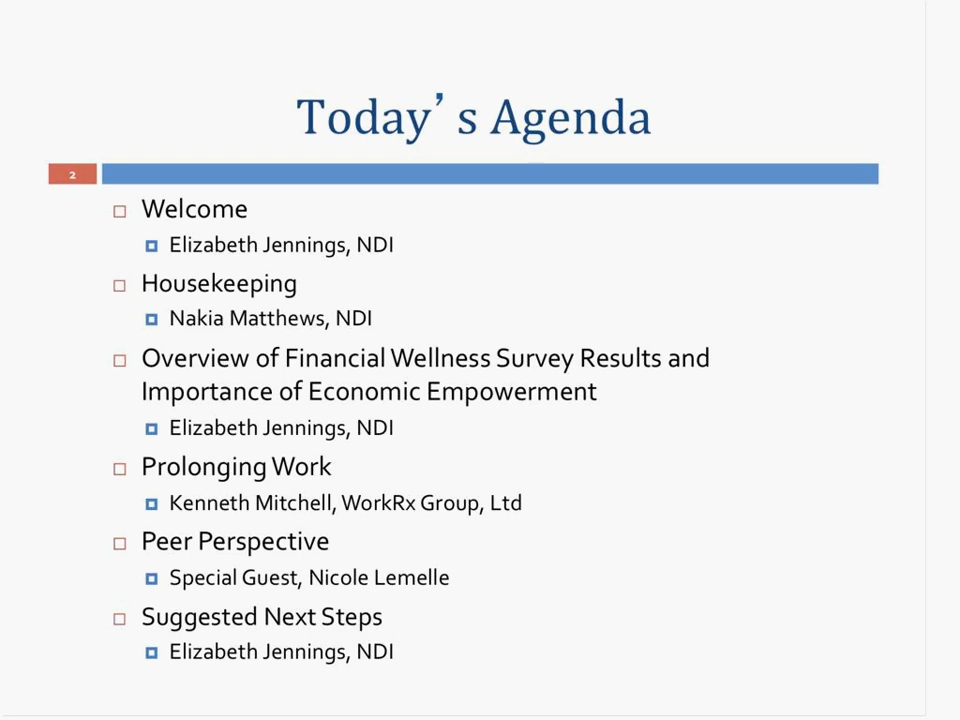 Today's Agenda
2
Welcome
Elizabeth Jennings, NDI
Housekeeping
Nakia Matthews, NDI
Overview of Financial Wellness Survey Results and
Importance of Economic Empowerment
Elizabeth Jennings, NDI
Prolonging Work
Kenneth Mitchell, WorkRx Group, Ltd
Peer Perspective
Special Guest, Nicole Lemelle
Suggested Next Steps
Elizabeth Jennings, NDI